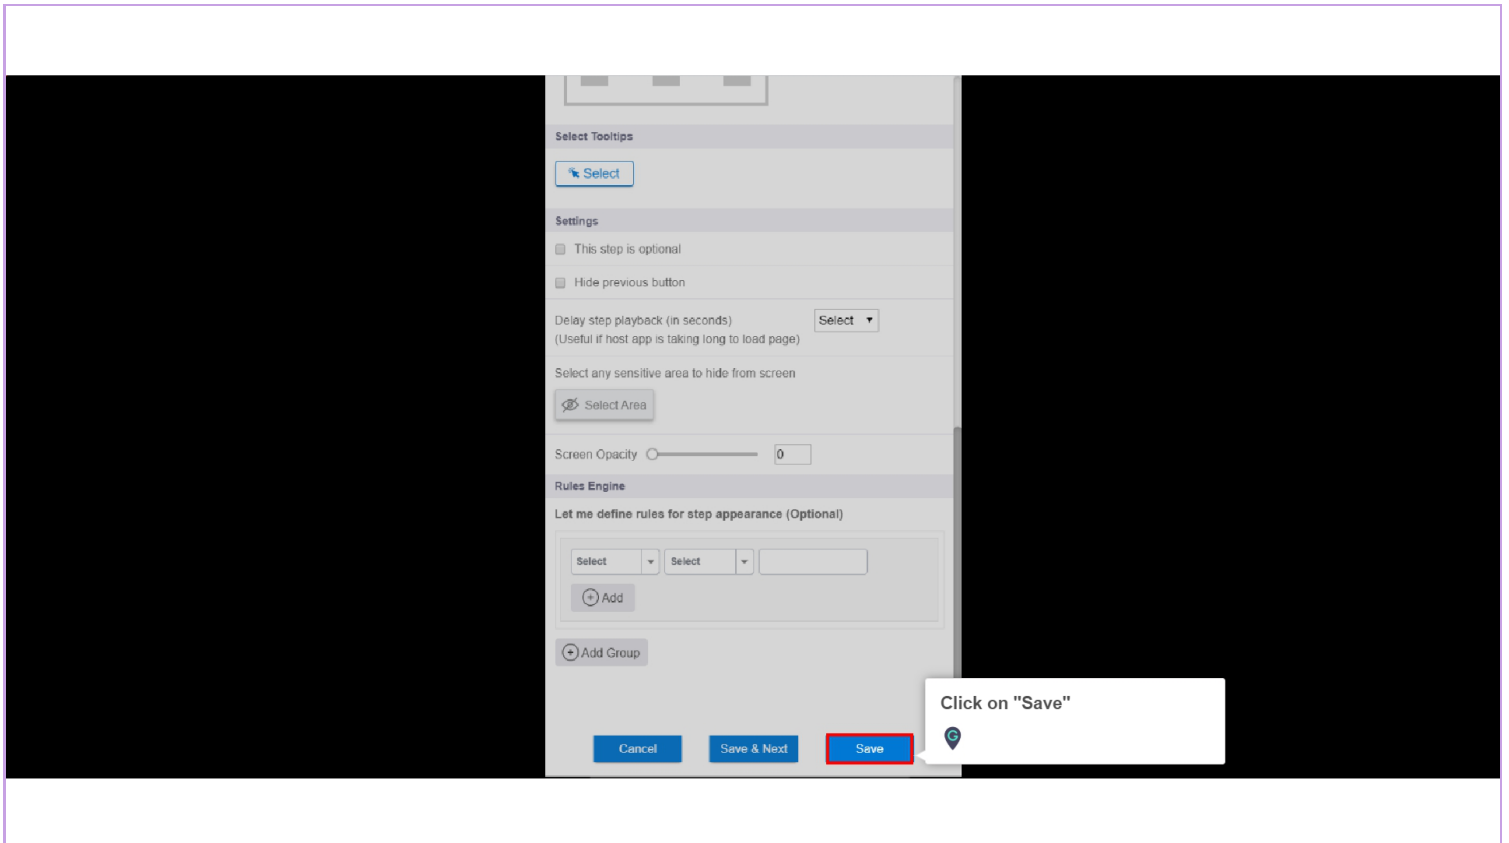 Select Tooltips
Select
Settings
This step is optional
Hide previous button
Delay step playback (in seconds)
Select
(Useful if host app is taking long to load page)
Select any sensitive area to hide from screen
Select Area
Screen Opacity
0
Rules Engine
Let me define rules for step appearance (Optional)
Select
Select
Add
Add Group
Click on "Save"
G
Cancel
Save & Next
Save